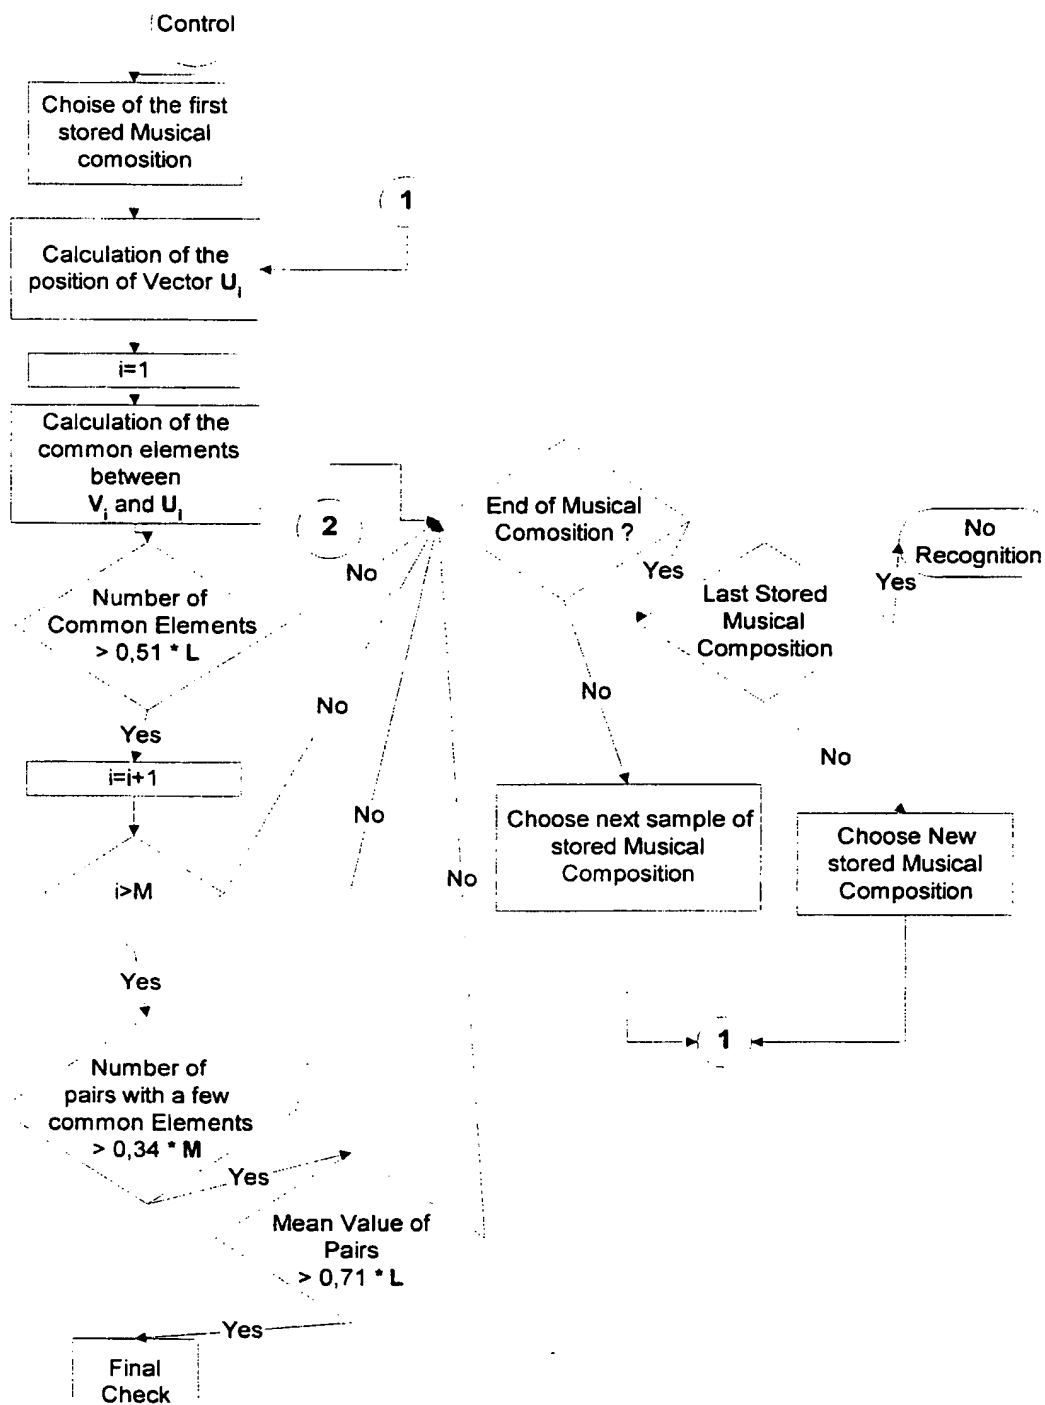 Control
Choise of the first
stored Musical
comosition
1
Calculation of the
position of Vector Ui
i=1
Calculation of the
common elements
between
Vi and Ui
2
End of Musical
Comosition ?
No
Recognition
No
Yes
Yes
Number of
Common Elements
> 0,51 * L
Last Stored
Musical
Composition
No
No
Yes
No
i=i+1
No
Choose next sample of
stored Musical
Composition
Choose New
stored Musical
Composition
No
i>M
Yes
1
Number of
pairs with a few
common Elements
> 0,34 * M
Yes
Mean Value of
Pairs
> 0,71 * L
Yes
Final
Check